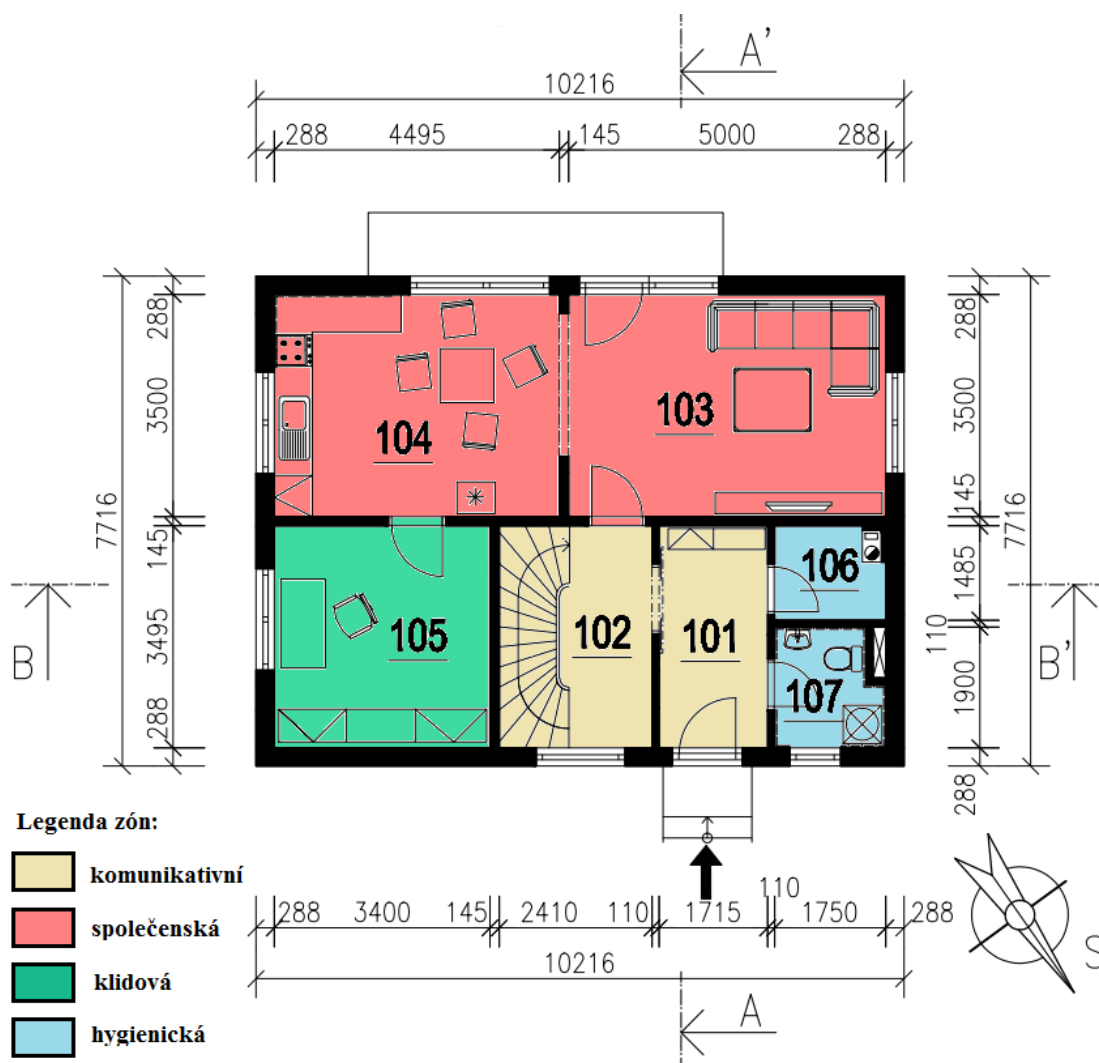 A'
10216
288 4495 145 5000 288
288
3500
145
7716
3495
288
288
3500
145
7716
1485
110
1900
288
104
103
105
102
101
106
107
B
B'
Legenda zón:
komunikativní
společenská
klidová
hygienická
288 3400 145 2410 110 1715 110 1750 288
10216
A
S